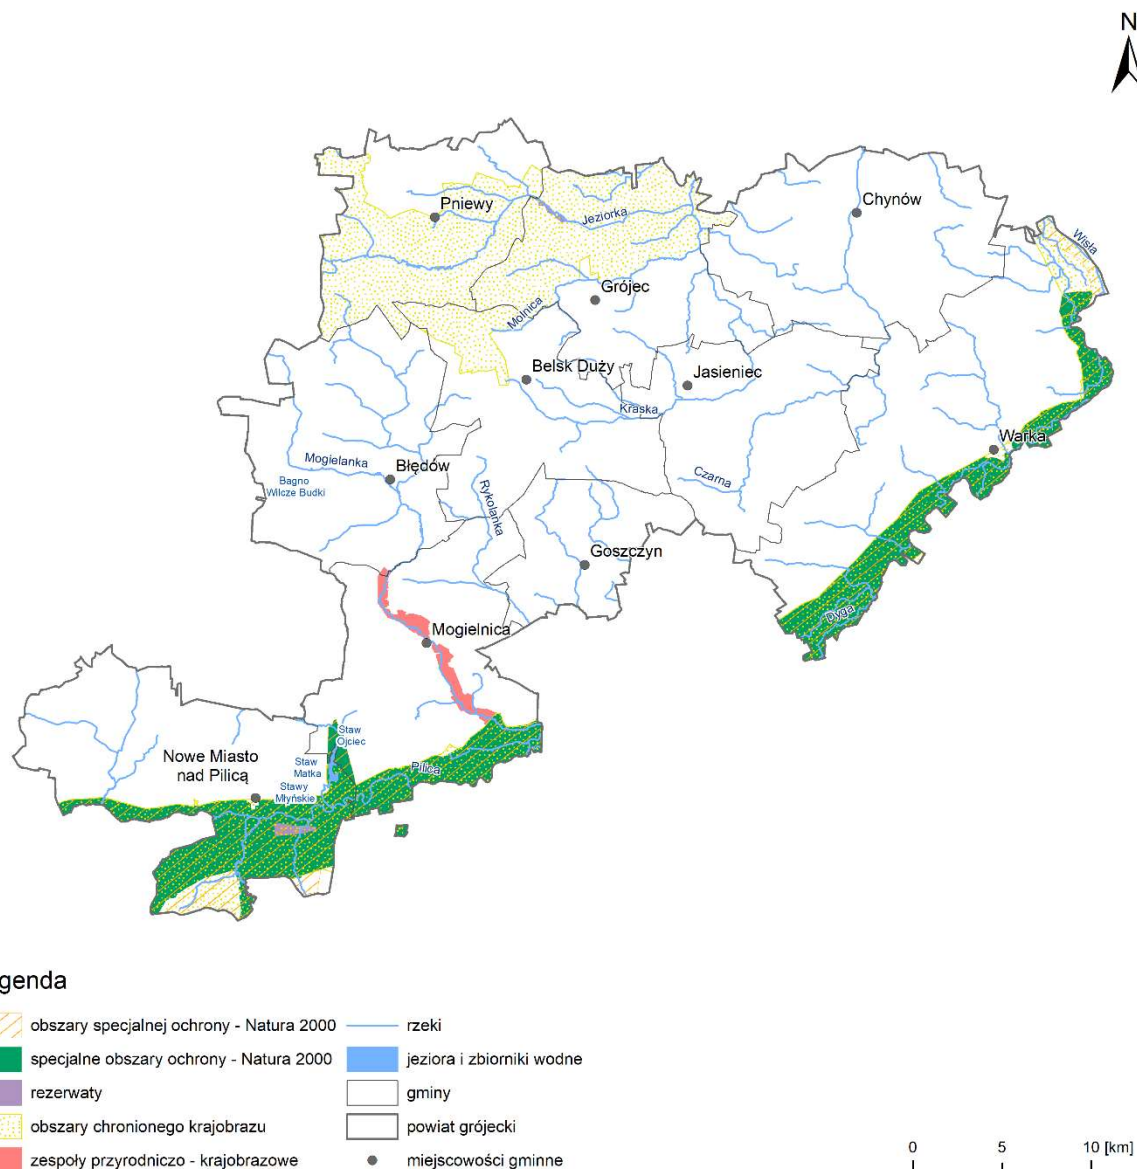 N
Pniewy
Chynów
Jeziorka
Wisła
Grójec
Molnica
Belsk Duży
Jasieniec
Kraska
Warka
Mogielanka
Błędów
Czarna
Bagno
Wilcze Budki
Rykolanka
Goszczyn
Dyga
Mogielnica
Staw
Ojciec
Nowe Miasto
nad Pilicą
Staw
Matka
Pilica
Stawy
Młyńskie
genda
obszary specjalnej ochrony - Natura 2000
rzeki
specjalne obszary ochrony - Natura 2000
jeziora i zbiorniki wodne
rezerwaty
gminy
obszary chronionego krajobrazu
powiat grójecki
zespoły przyrodniczo - krajobrazowe
miejscowości gminne
0 5 10 [km]